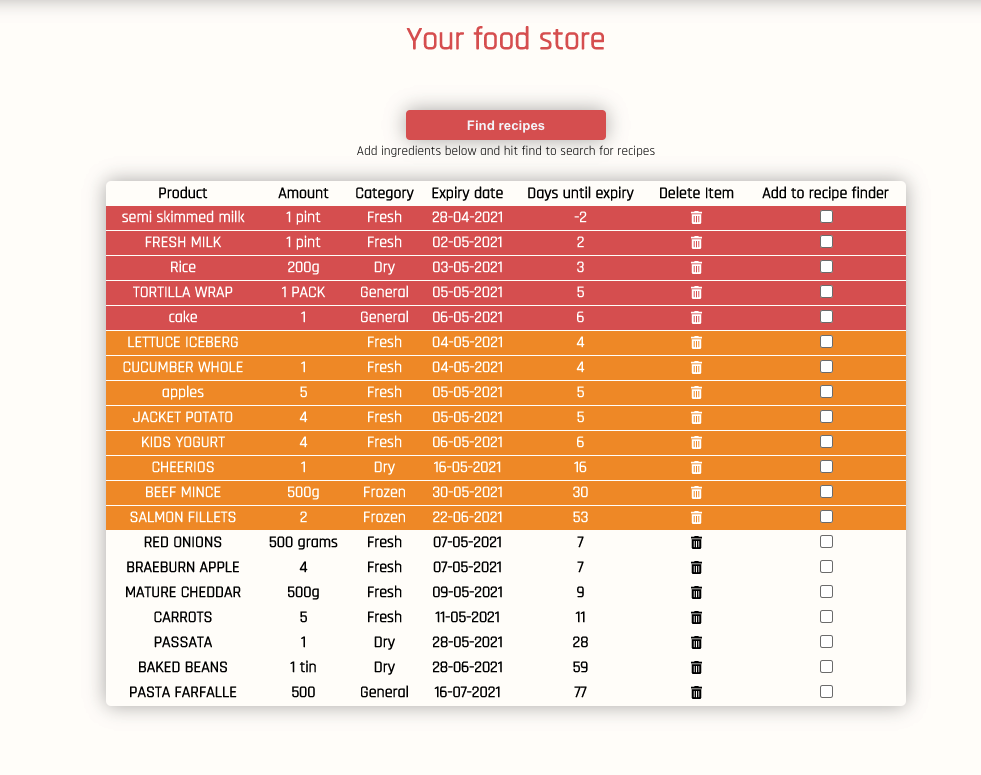 Your food store
Find recipes
Add ingredients below and hit find to search for recipes
Product Amount Category Expiry date Days until expiry Delete Item Add to recipe finder
semi skimmed milk 1 pint Fresh 28-04-2021 -2
FRESH MILK 1 pint Fresh 02-05-2021 2
Rice 200g Dry 03-05-2021 3
TORTILLA WRAP 1 PACK General 05-05-2021 5
cake 1 General 06-05-2021 6
LETTUCE ICEBERG Fresh 04-05-2021 4
CUCUMBER WHOLE 1 Fresh 04-05-2021 4
apples 5 Fresh 05-05-2021 5
JACKET POTATO 4 Fresh 05-05-2021 5
KIDS YOGURT 4 Fresh 06-05-2021 6
CHEERIOS 1 Dry 16-05-2021 16
BEEF MINCE 500g Frozen 30-05-2021 30
SALMON FILLETS 2 Frozen 22-06-2021 53
RED ONIONS 500 grams Fresh 07-05-2021 7
BRAEBURN APPLE 4 Fresh 07-05-2021 7
MATURE CHEDDAR 500g Fresh 09-05-2021 9
CARROTS 5 Fresh 11-05-2021 11
PASSATA 1 Dry 28-05-2021 28
BAKED BEANS 1 tin Dry 28-06-2021 59
PASTA FARFALLE 500 General 16-07-2021 77